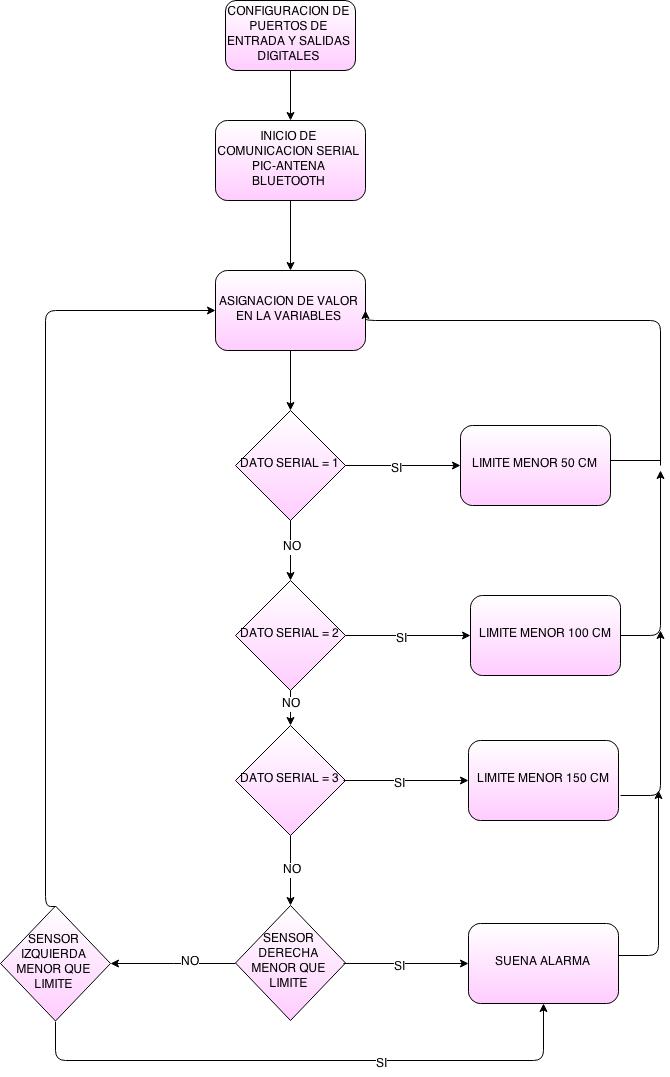 CONFIGURACION DE
PUERTOS DE
ENTRADA Y SALIDAS
DIGITALES
INICIO DE
COMUNICACION SERIAL
PIC-ANTENA
BLUETOOTH
ASIGNACION DE VALOR
EN LA VARIABLES
DATO SERIAL = 1
SI
LIMITE MENOR 50 CM
NO
DATO SERIAL = 2
SI
LIMITE MENOR 100 CM
NO
DATO SERIAL = 3
SI
LIMITE MENOR 150 CM
NO
SENSOR
IZQUIERDA
MENOR QUE
LIMITE
NO
SENSOR
DERECHA
MENOR QUE
LIMITE
SI
SUENA ALARMA
SI